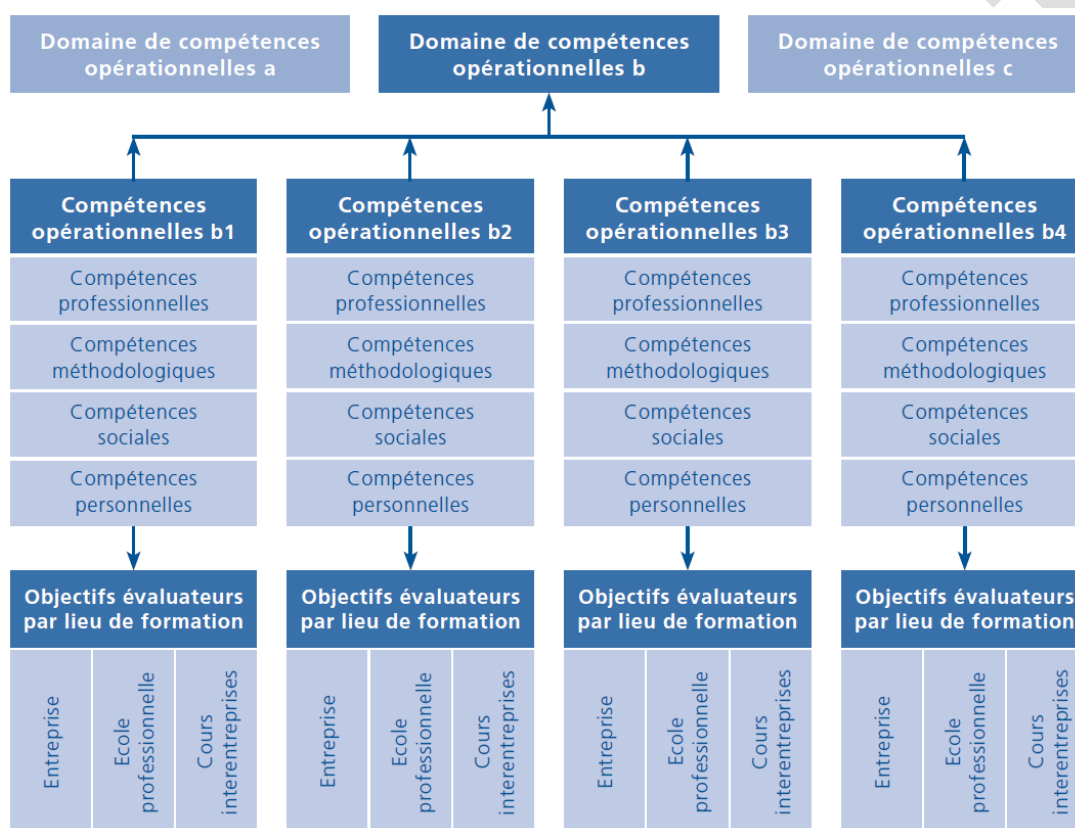 Domaine de compétences
opérationnelles a
Domaine de compétences
opérationnelles b
Domaine de compétences
opérationnelles c
Compétences
opérationnelles b1
Compétences
opérationnelles b2
Compétences
opérationnelles b3
Compétences
opérationnelles b4
Compétences
professionnelles
Compétences
professionnelles
Compétences
professionnelles
Compétences
professionnelles
Compétences
méthodologiques
Compétences
méthodologiques
Compétences
méthodologiques
Compétences
méthodologiques
Compétences
sociales
Compétences
sociales
Compétences
sociales
Compétences
sociales
Compétences
personnelles
Compétences
personnelles
Compétences
personnelles
Compétences
personnelles
Objectifs évaluateurs
par lieu de formation
Objectifs évaluateurs
par lieu de formation
Objectifs évaluateurs
par lieu de formation
Objectifs évaluateurs
par lieu de formation
Entreprise
Ecole
professionnelle
Cours
interentreprises
Entreprise
Ecole
professionnelle
Cours
interentreprises
Entreprise
Ecole
professionnelle
Cours
interentreprises
Entreprise
Ecole
professionnelle
Cours
interentreprises